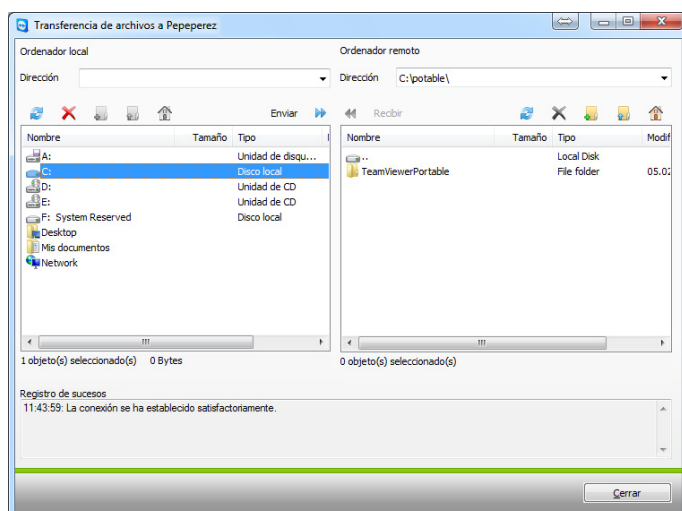 Transferencia de archivos a Pepeperez
Ordenador local
Dirección
Enviar
Nombre Tamaño Tipo
A: Unidad de disqu...
C: Disco local
D: Unidad de CD
E: Unidad de CD
F: System Reserved Disco local
Desktop
Mis documentos
Network
1 objeto(s) seleccionado(s) 0 Bytes
Ordenador remoto
Dirección C:\potable\
Recibir
Nombre Tamaño Tipo Modif
.. Local Disk
TeamViewerPortable File folder 05.02
0 objeto(s) seleccionado(s)
Registro de sucesos
11:43:59: La conexión se ha establecido satisfactoriamente.
Cerrar